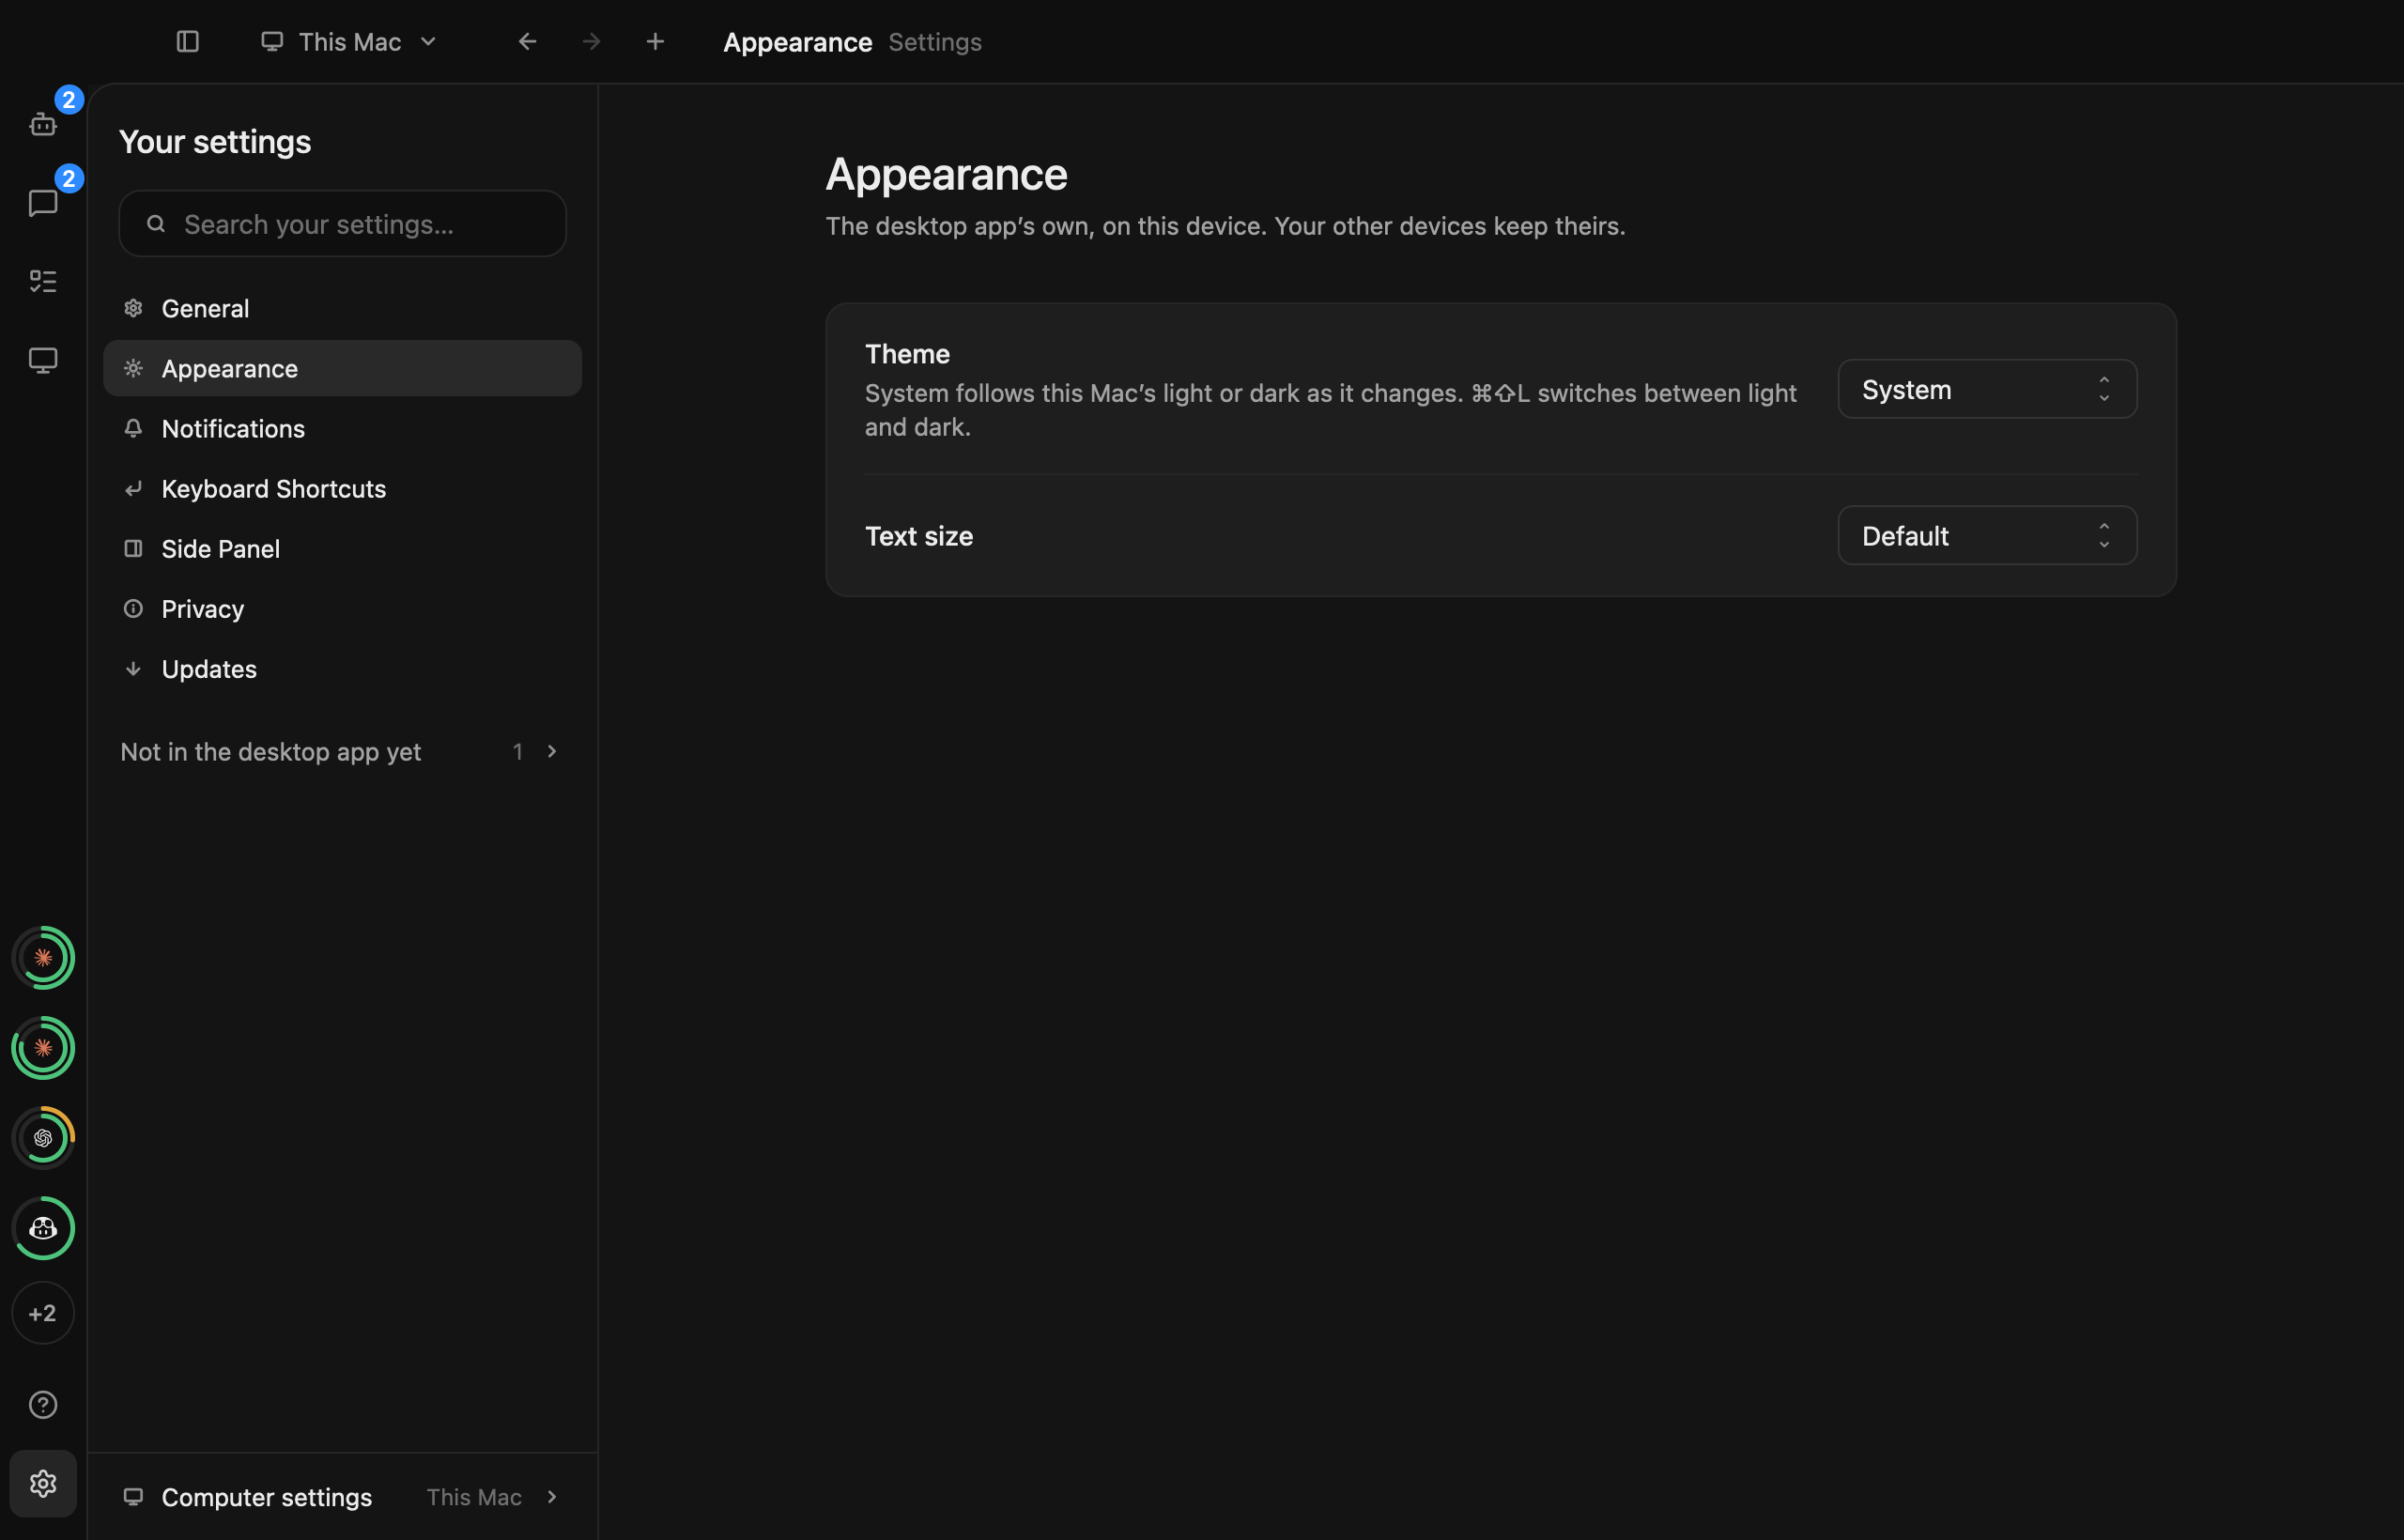 This Mac
Appearance Settings
2
2
Your settings
Search your settings...
General
Appearance
Notifications
Keyboard Shortcuts
Side Panel
Privacy
Updates
Not in the desktop app yet 1
+2
Computer settings This Mac
Appearance
The desktop app’s own, on this device. Your other devices keep theirs.
Theme
System follows this Mac’s light or dark as it changes. ⌘⇧L switches between light
and dark.
System
Text size
Default